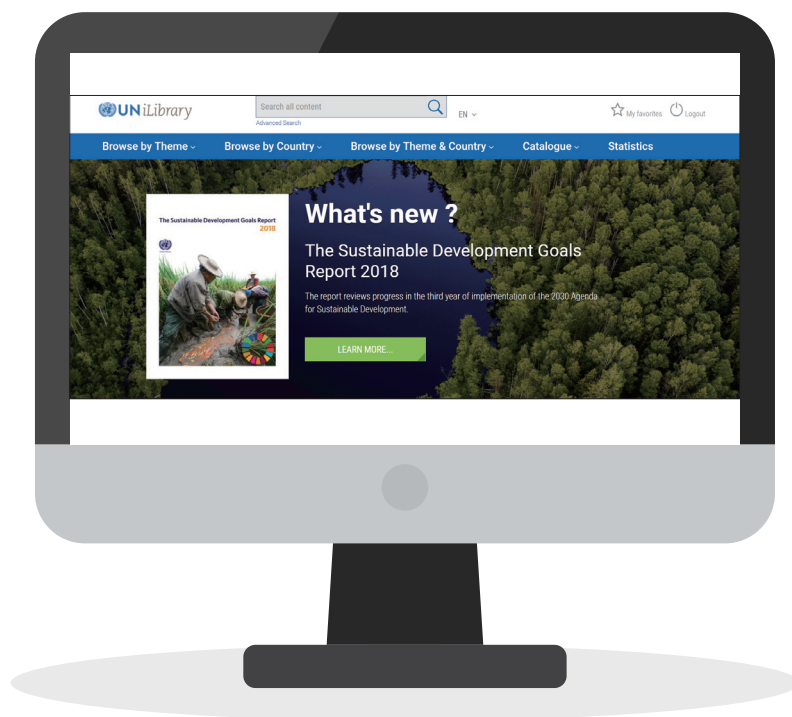 UN iLibrary
Search all content
EN
My favorites
Logout
Advanced Search
Browse by Theme
Browse by Country
Browse by Theme & Country
Catalogue
Statistics
The Sustainable Development Goals Report
2018
What's new ?
The Sustainable Development Goals
Report 2018
The report reviews progress in the third year of implementation of the 2030 Agenda
for Sustainable Development.
LEARN MORE...